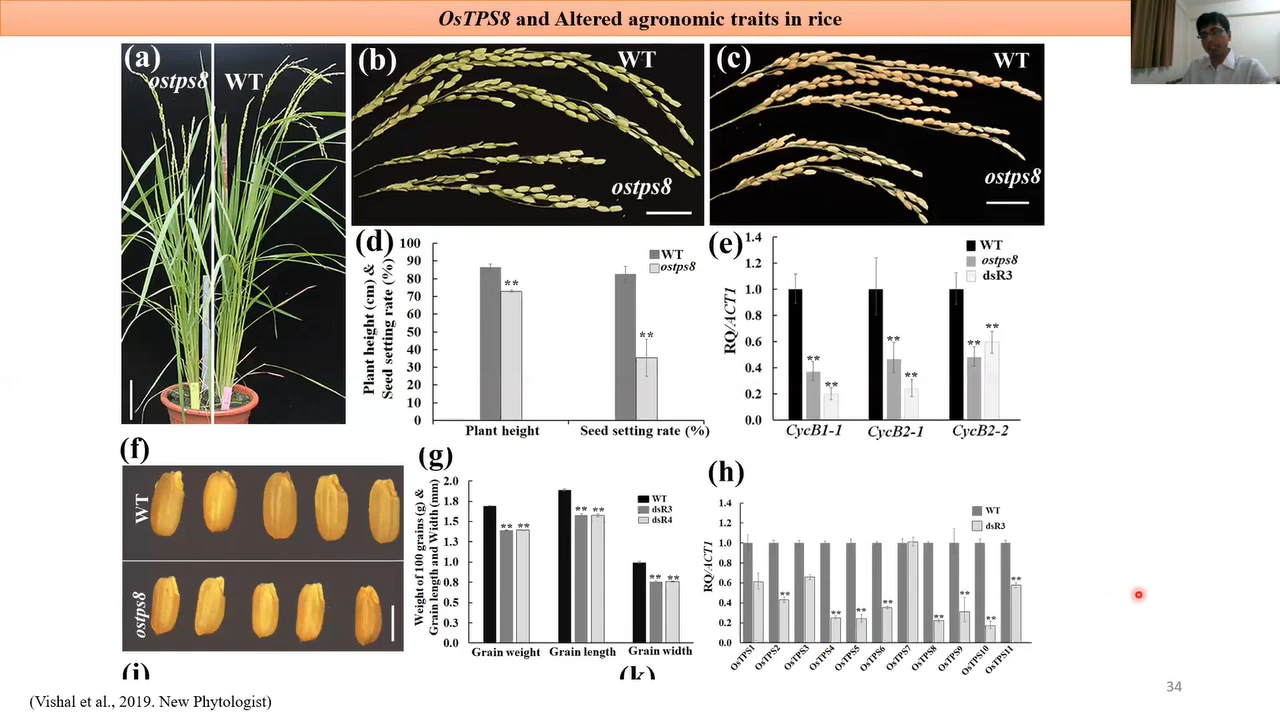 OsTPS8 and Altered agronomic traits in rice
(a)
ostps8
WT
(b)
WT
ostps8
(c)
WT
ostps8
(d)
100
90
80
70
60
50
40
30
20
10
0
Plant height (cm) &
Seed setting rate (%)
WT
ostps8
**
**
Plant height
Seed setting rate (%)
(e)
1.4
1.2
1.0
0.8
0.6
0.4
0.2
0.0
RQ/ACT1
WT
ostps8
dsR3
**
**
**
**
**
**
CycB1-1
CycB2-1
CycB2-2
(f)
WT
ostps8
(g)
2.0
1.8
1.5
1.3
1.0
0.8
0.5
0.3
0.0
Weight of 100 grains (g) &
Grain length and Width (mm)
WT
dsR3
dsR4
** **
** **
** **
Grain weight
Grain length
Grain width
(h)
1.4
1.2
1.0
0.8
0.6
0.4
0.2
0.0
RQ/ACT1
WT
dsR3
**
**
**
**
**
**
**
**
OsTPS1
OsTPS2
OsTPS3
OsTPS4
OsTPS5
OsTPS6
OsTPS7
OsTPS8
OsTPS9
OsTPS10
OsTPS11
(i)
(k)
34
(Vishal et al., 2019. New Phytologist)